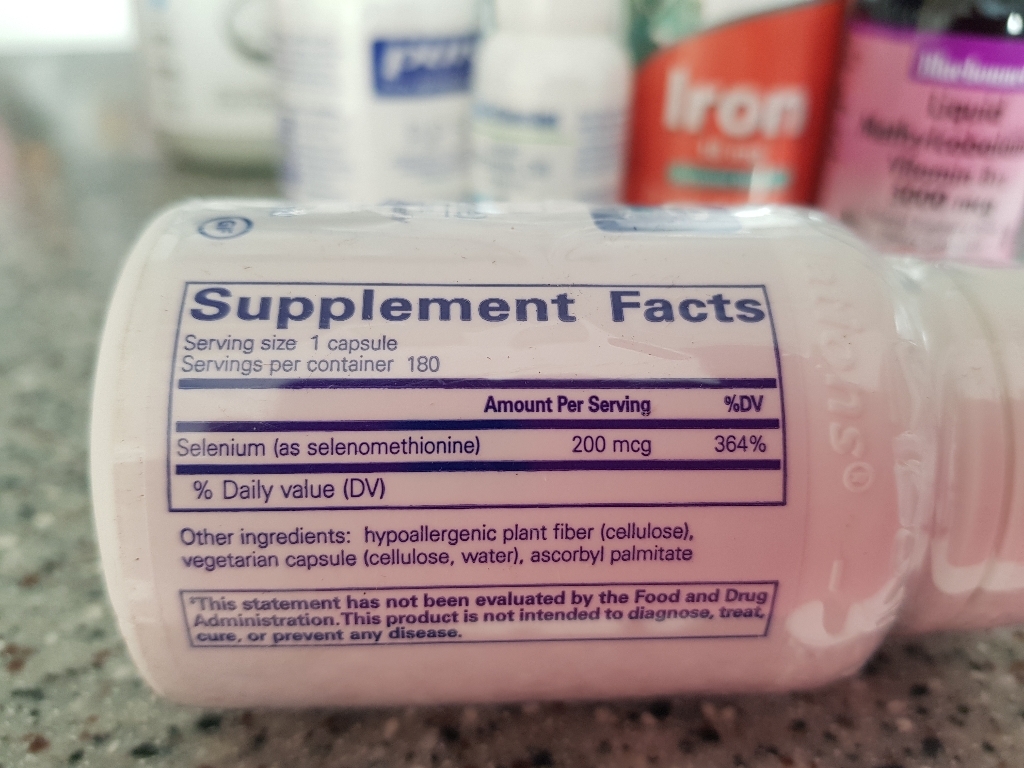 Iron
Liquid
1000 mcg
Supplement Facts
Serving size 1 capsule
Servings per container 180
Amount Per Serving %DV
Selenium (as selenomethionine) 200 mcg 364%
% Daily value (DV)
Other ingredients: hypoallergenic plant fiber (cellulose),
vegetarian capsule (cellulose, water), ascorbyl palmitate
‡This statement has not been evaluated by the Food and Drug
Administration.This product is not intended to diagnose, treat,
cure, or prevent any disease.